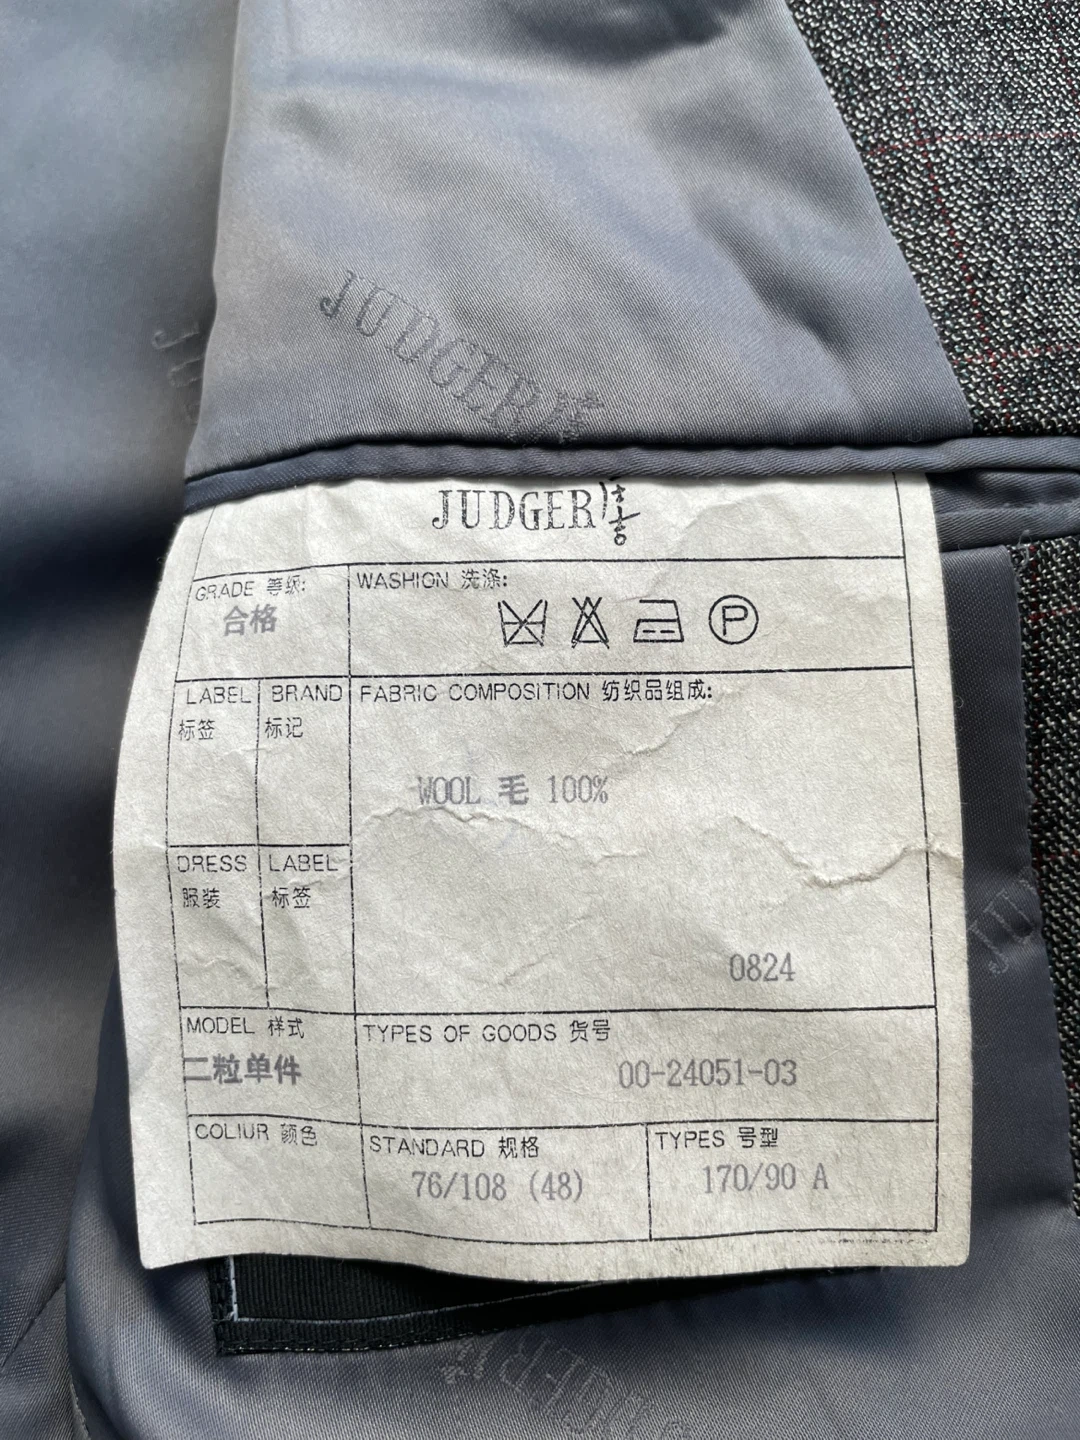 JUDGER
JUDGER
GRADE 等级:
合格
WASHION 洗涤:
P
LABEL
标签
BRAND
标记
FABRIC COMPOSITION 纺织品组成:
WOOL 毛 100%
DRESS
服装
LABEL
标签
0824
MODEL 样式
二粒单件
TYPES OF GOODS 货号
00-24051-03
COLIUR 颜色
STANDARD 规格
76/108 (48)
TYPES 号型
170/90 A
JUDGER